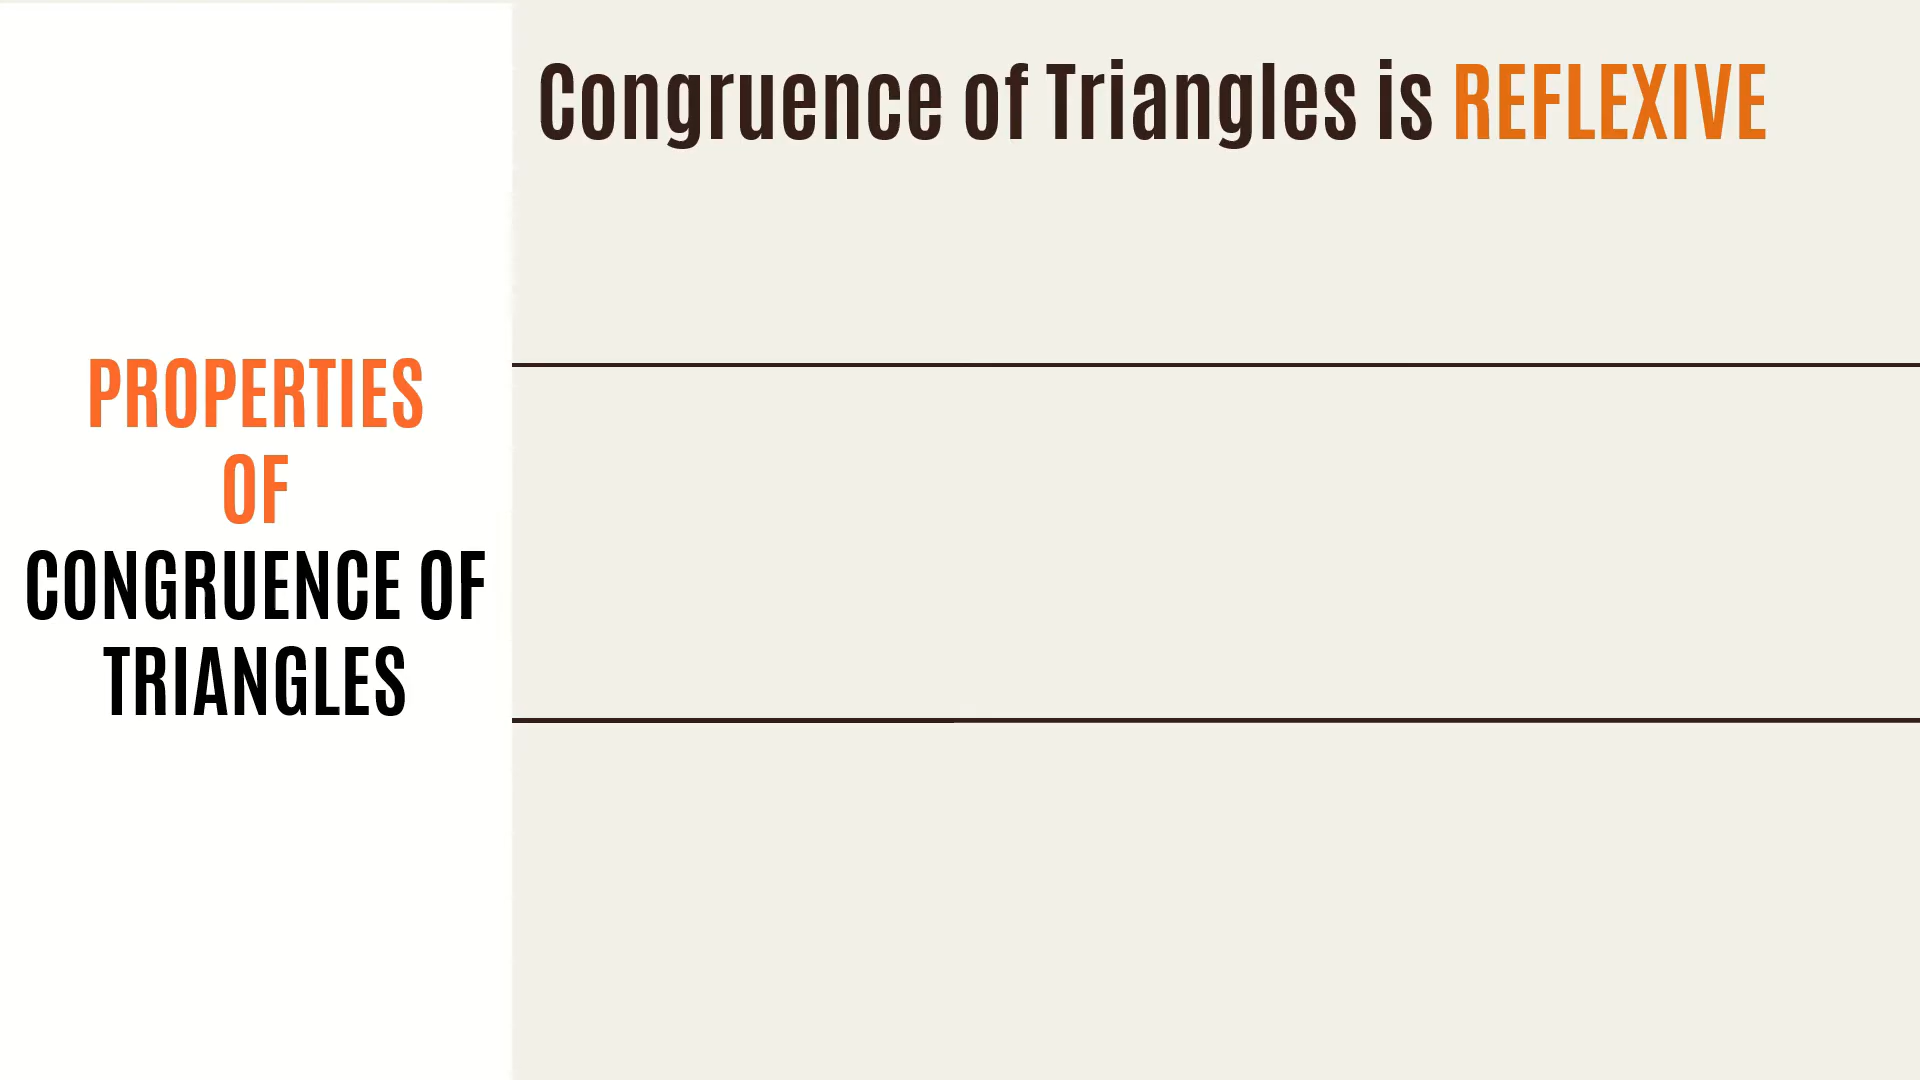 PROPERTIES
OF
CONGRUENCE OF
TRIANGLES
Congruence of Triangles is REFLEXIVE